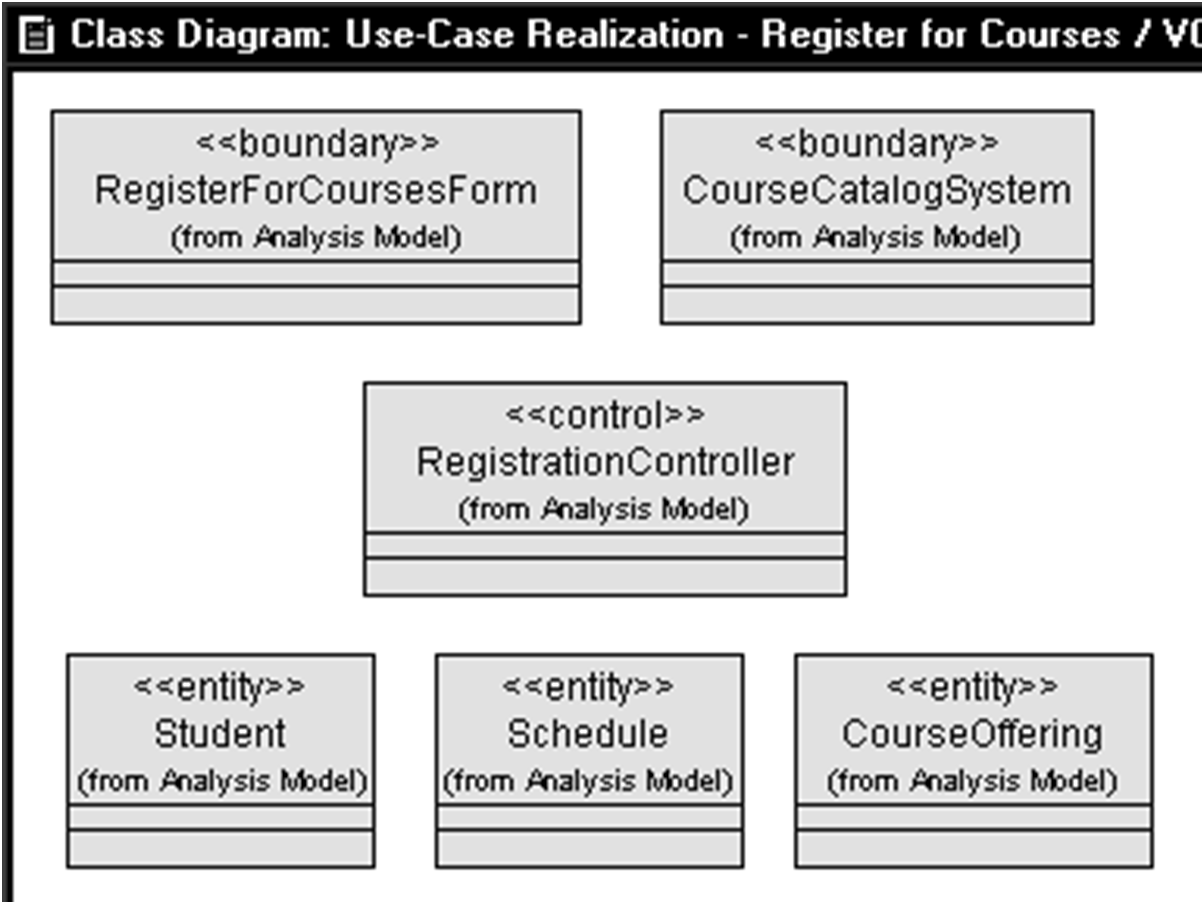 Class Diagram: Use-Case Realization - Register for Courses / VO
<<boundary>>
RegisterForCoursesForm
(from Analysis Model)
<<boundary>>
CourseCatalogSystem
(from Analysis Model)
<<control>>
RegistrationController
(from Analysis Model)
<<entity>>
Student
(from Analysis Model)
<<entity>>
Schedule
(from Analysis Model)
<<entity>>
CourseOffering
(from Analysis Model)